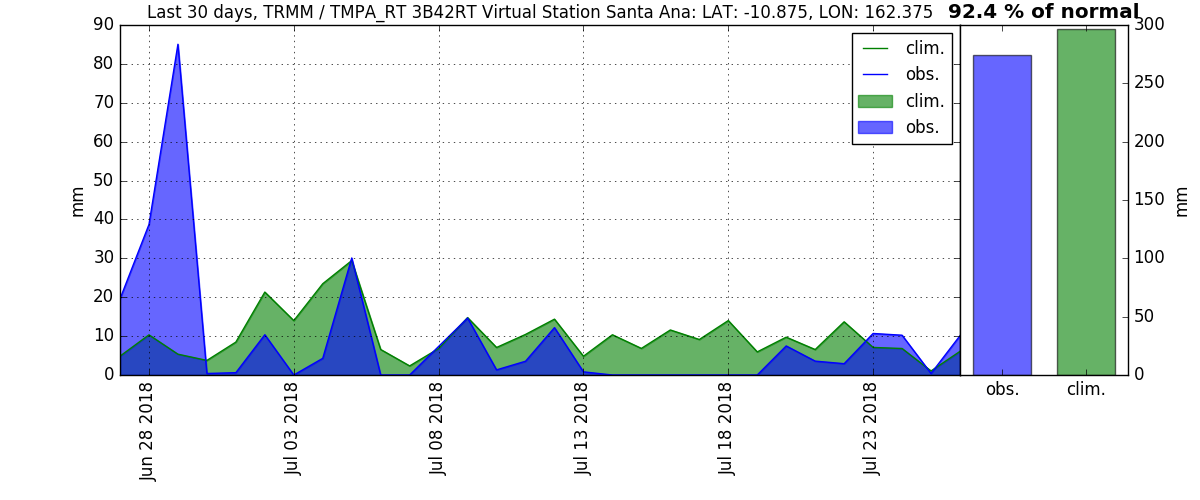 Last 30 days, TRMM / TMPA_RT 3B42RT Virtual Station Santa Ana: LAT: -10.875, LON: 162.375 92.4 % of normal
90
80
70
60
50
40
30
20
10
0
mm
clim.
obs.
clim.
obs.
Jun 28 2018
Jul 03 2018
Jul 08 2018
Jul 13 2018
Jul 18 2018
Jul 23 2018
300
250
200
150
100
50
0
mm
obs. clim.